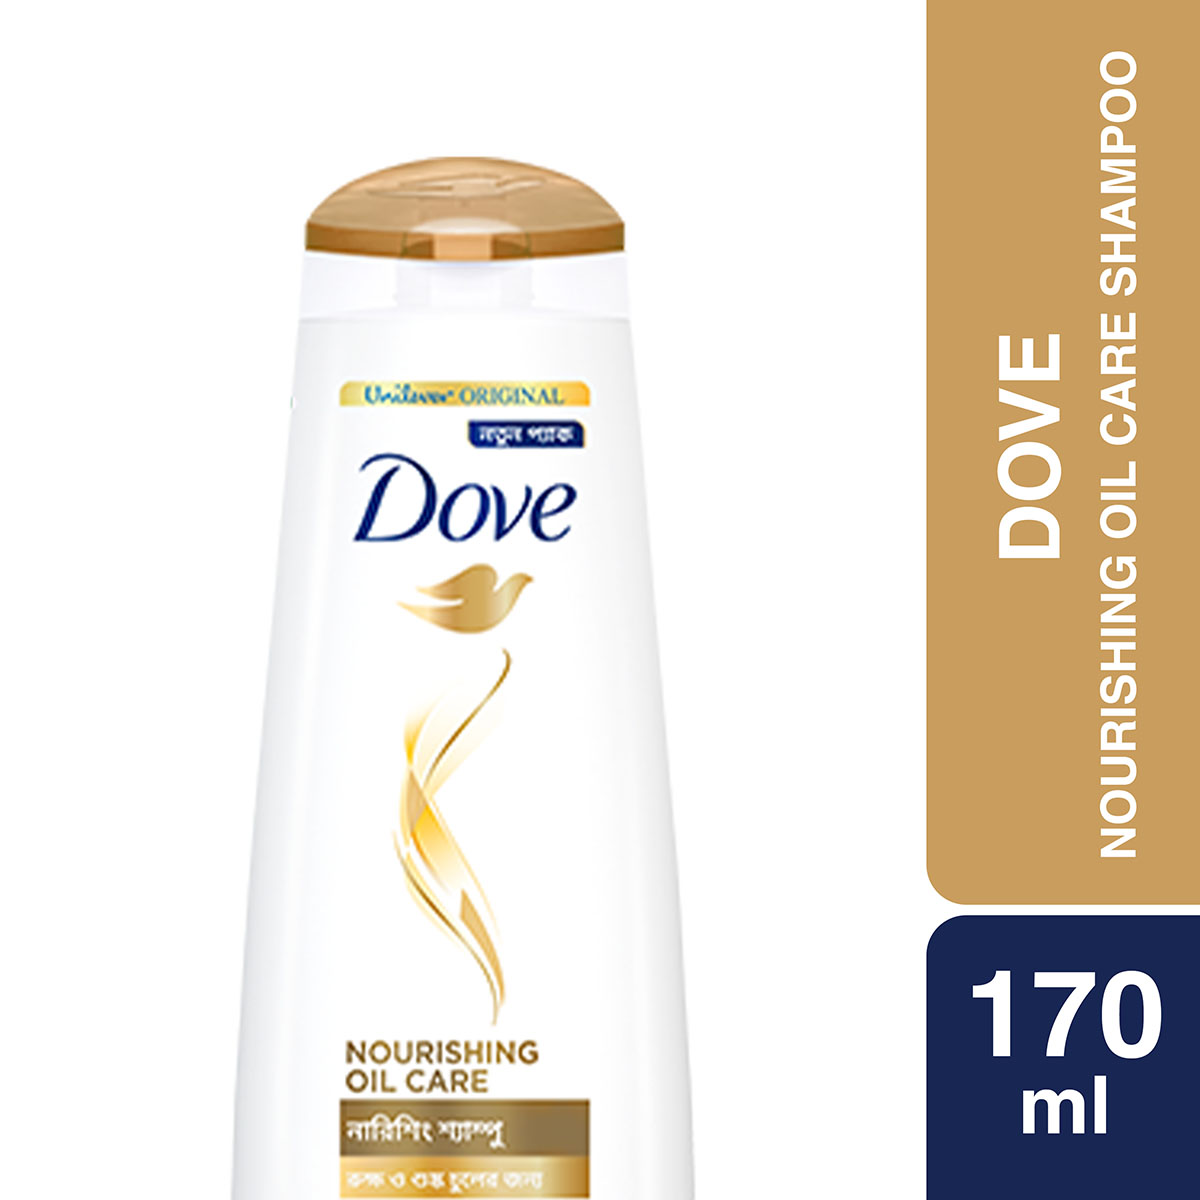 Unilever ORIGINAL
নতুন প্যাক
Dove
NOURISHING
OIL CARE
নারিশিং শ্যাম্পু
রুক্ষ ও শুষ্ক চুলের জন্য
DOVE
NOURISHING OIL CARE SHAMPOO
170
ml